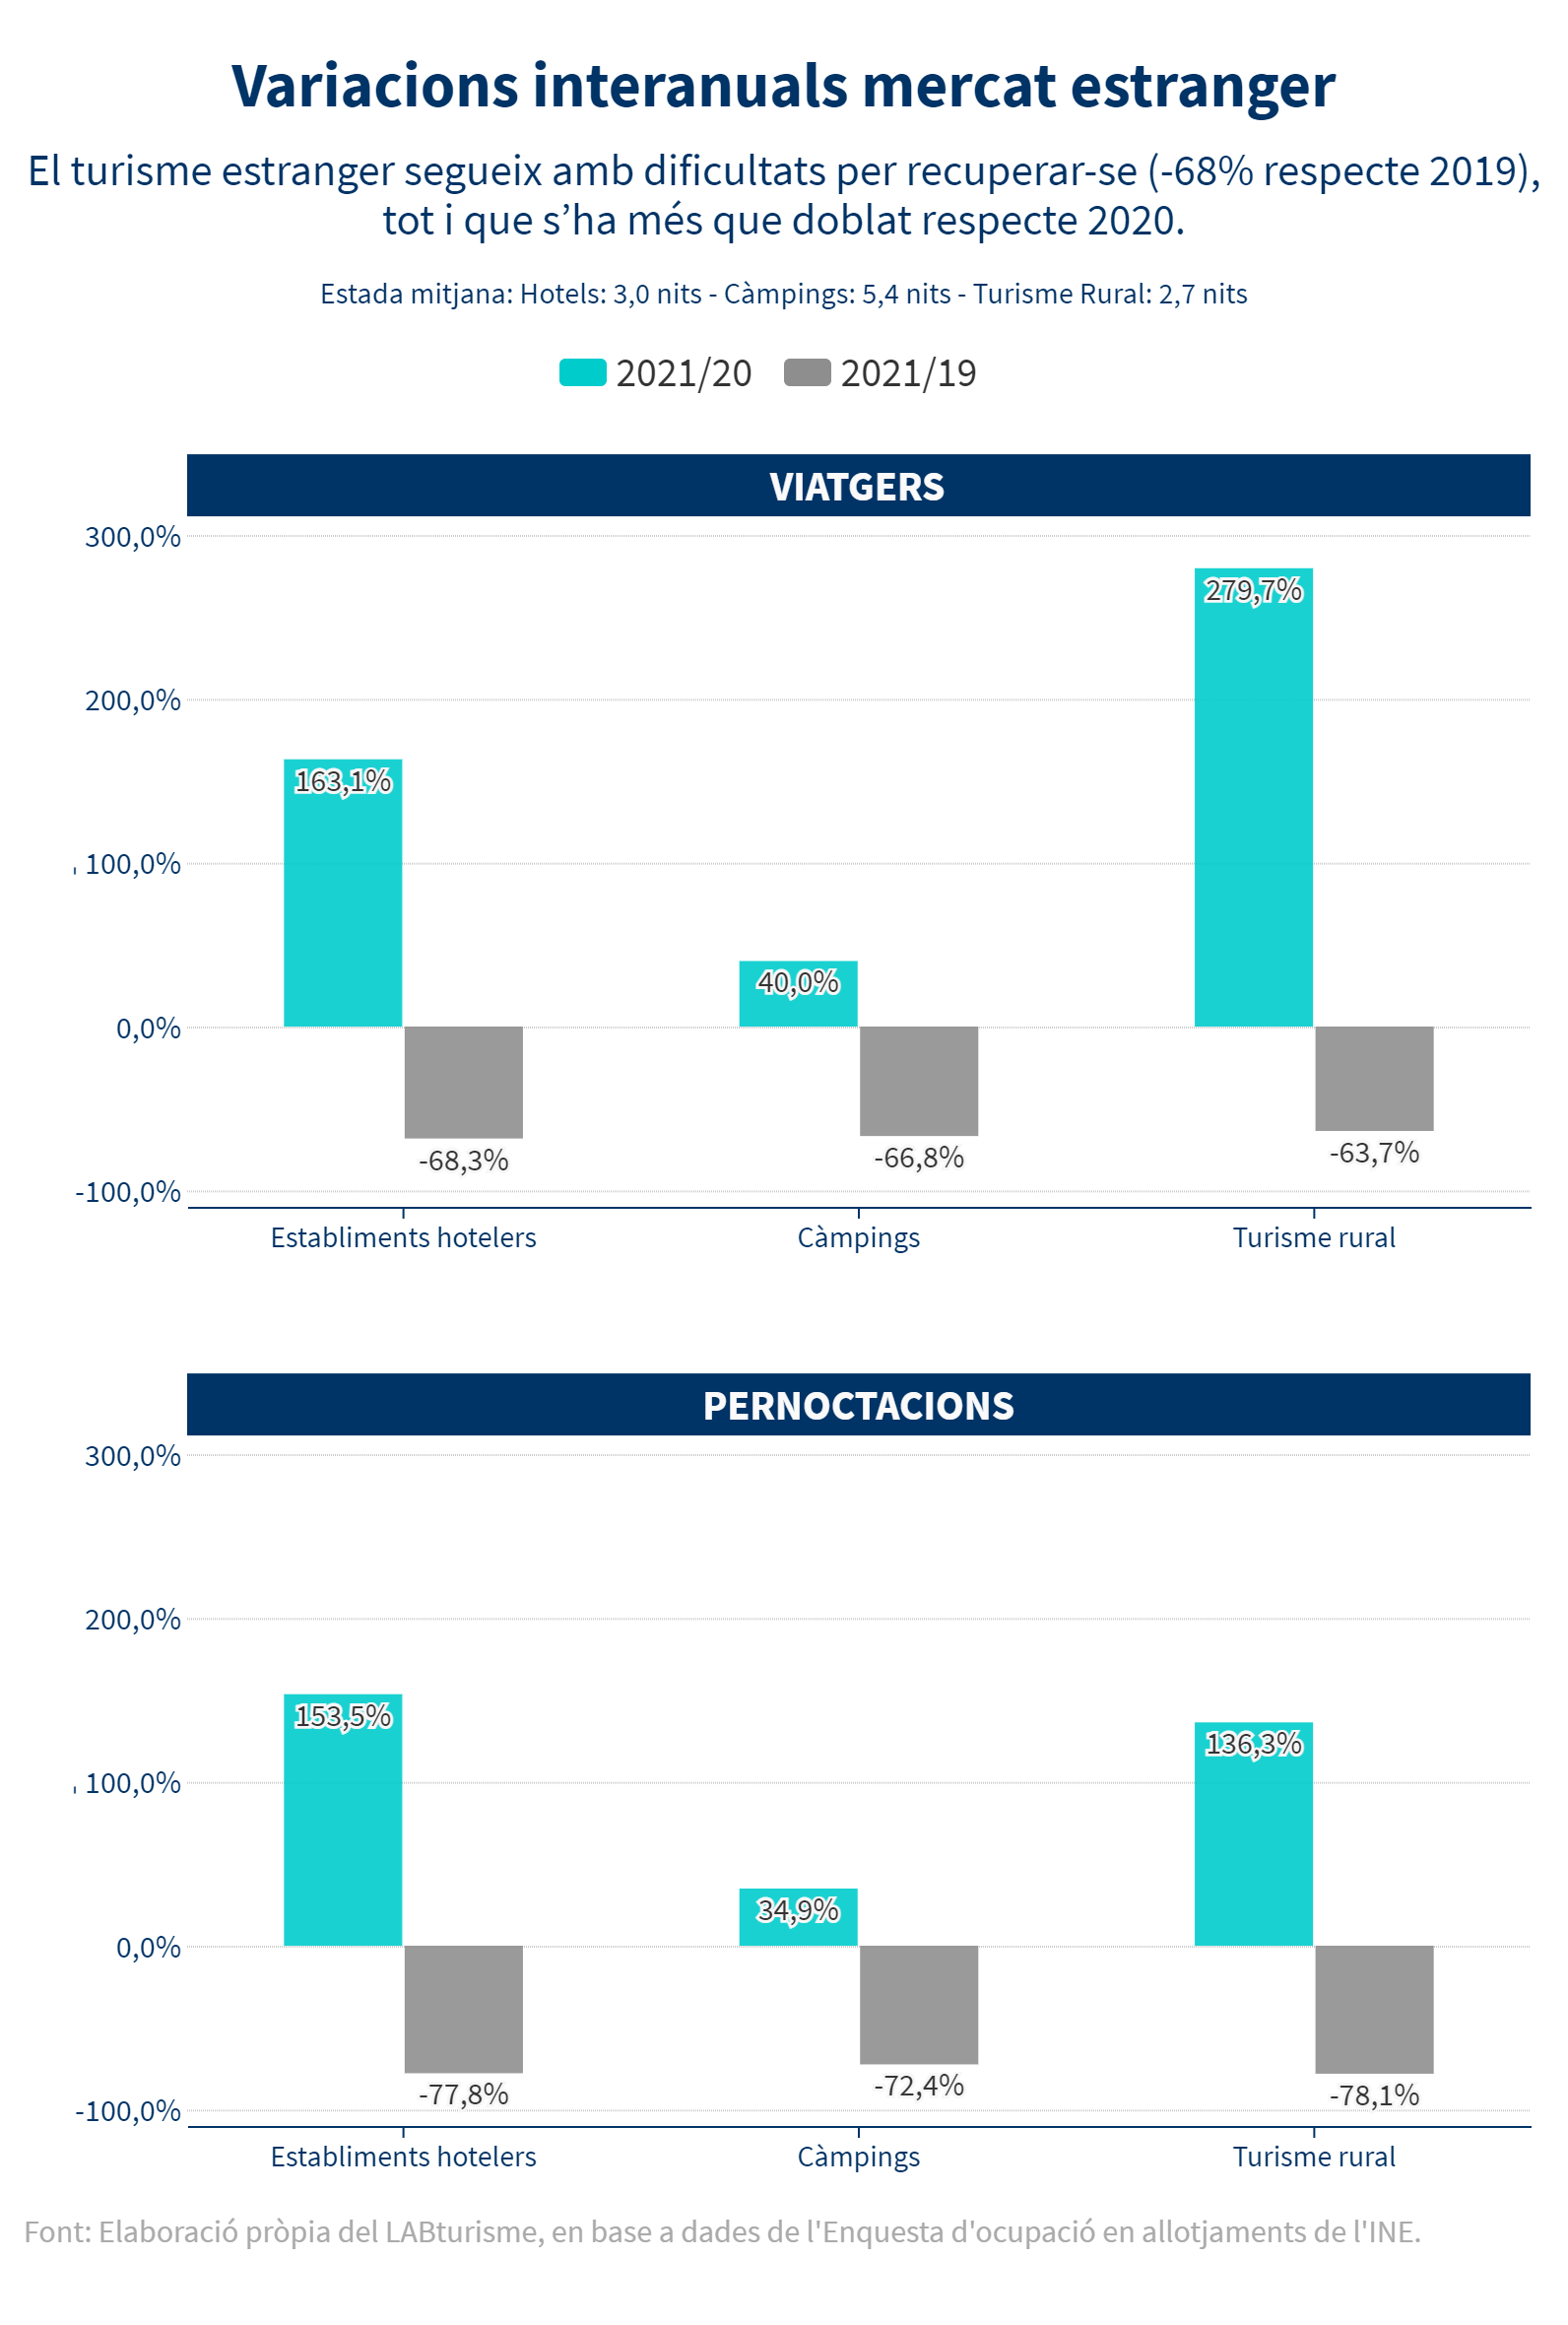 Variacions interanuals mercat estranger
El turisme estranger segueix amb dificultats per recuperar-se (-68% respecte 2019),
tot i que s’ha més que doblat respecte 2020.
Estada mitjana: Hotels: 3,0 nits - Càmpings: 5,4 nits - Turisme Rural: 2,7 nits
2021/20 2021/19
VIATGERS
300,0%
279,7%
200,0%
163,1%
100,0%
40,0%
0,0%
-68,3% -66,8% -63,7%
-100,0%
Establiments hotelers Càmpings Turisme rural
PERNOCTACIONS
300,0%
200,0%
153,5% 136,3%
100,0%
34,9%
0,0%
-77,8% -72,4% -78,1%
-100,0%
Establiments hotelers Càmpings Turisme rural
Font: Elaboració pròpia del LABturisme, en base a dades de l'Enquesta d'ocupació en allotjaments de l'INE.